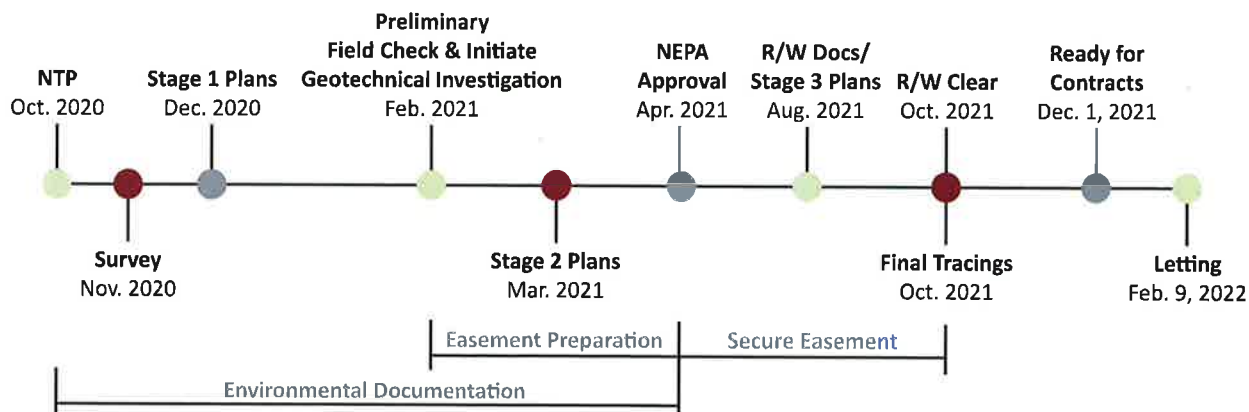 NTP
Oct. 2020
Stage 1 Plans
Dec. 2020
Preliminary
Field Check & Initiate
Geotechnical Investigation
Feb. 2021
NEPA
Approval
Apr. 2021
R/W Docs/
Stage 3 Plans
Aug. 2021
R/W Clear
Oct. 2021
Ready for
Contracts
Dec. 1, 2021
Survey
Nov. 2020
Stage 2 Plans
Mar. 2021
Final Tracings
Oct. 2021
Letting
Feb. 9, 2022
Easement Preparation
Secure Easement
Environmental Documentation